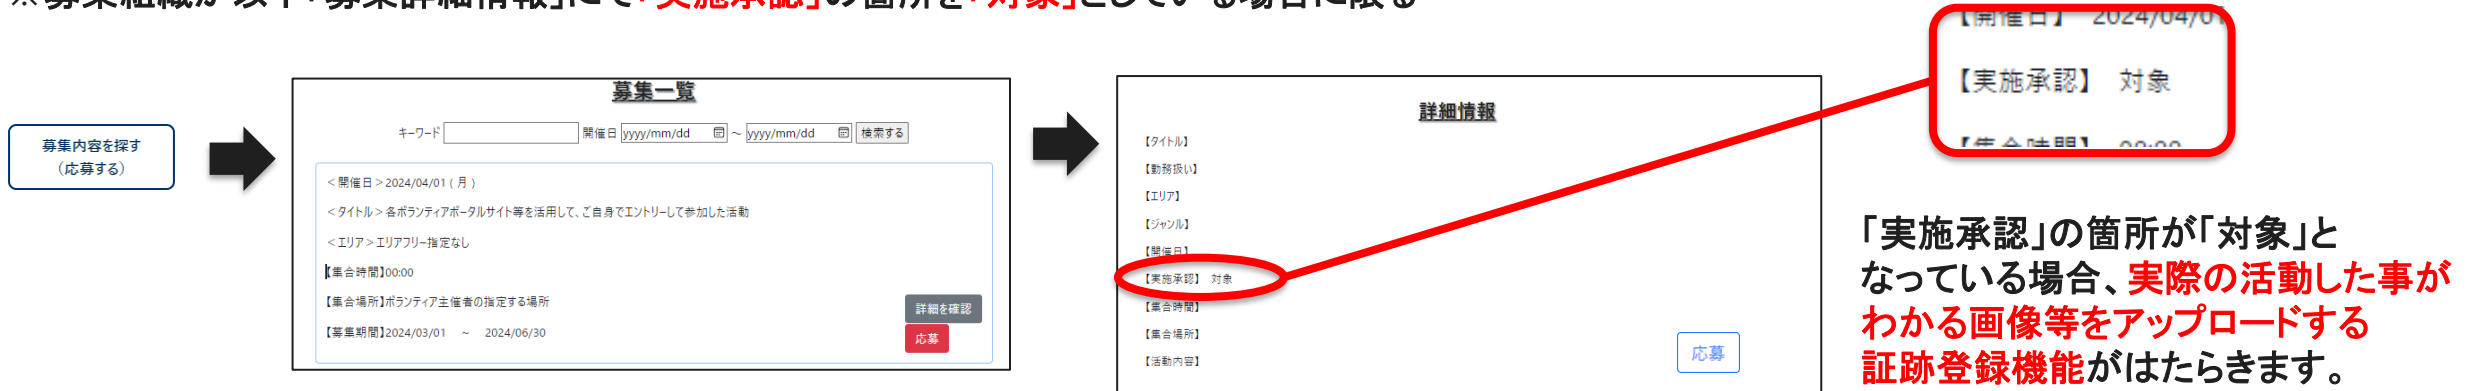 ※募集組織が以下「募集詳細情報」にて「実施承認」の箇所を「対象」としている場合に限る
募集内容を探す
(応募する)
募集一覧
キーワード 開催日 yyyy/mm/dd ～ yyyy/mm/dd 検索する
＜開催日＞2024/04/01 ( 月 )
＜タイトル＞各ボランティアポータルサイト等を活用して、ご自身でエントリーして参加した活動
＜エリア＞エリアフリー指定なし
【集合時間】00:00
【集合場所】ボランティア主催者の指定する場所
【募集期間】2024/03/01 ～ 2024/06/30
詳細を確認
応募
詳細情報
【タイトル】
【勤務扱い】
【エリア】
【ジャンル】
【開催日】
【実施承認】 対象
【集合時間】
【集合場所】
【活動内容】
応募
【開催日】 2024/04/01
【実施承認】 対象
【集合時間】 00:00
「実施承認」の箇所が「対象」と
なっている場合、実際の活動した事が
わかる画像等をアップロードする
証跡登録機能がはたらきます。